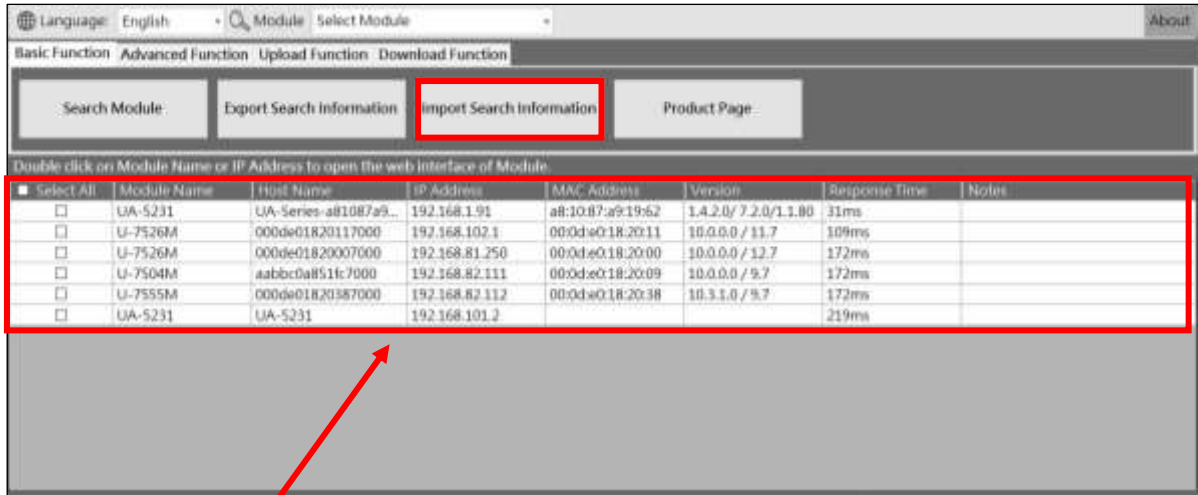 Language: English Module Select Module About
Basic Function Advanced Function Upload Function Download Function
Search Module Export Search Information Import Search Information Product Page
Double click on Module Name or IP Address to open the web interface of Module.
Select All Module Name Host Name IP Address MAC Address Version Response Time Notes
UA-5231 UA-Series-a81087a9... 192.168.1.91 a8:10:87:a9:19:62 1.4.2.0/ 7.2.0/1.1.80 31ms
U-7526M 000de01820117000 192.168.102.1 00:0d:e0:18:20:11 10.0.0.0 / 11.7 109ms
U-7526M 000de01820007000 192.168.81.250 00:0d:e0:18:20:00 10.0.0.0 / 12.7 172ms
U-7504M aabbc0a851fc7000 192.168.82.111 00:0d:e0:18:20:09 10.0.0.0 / 9.7 172ms
U-7555M 000de01820387000 192.168.82.112 00:0d:e0:18:20:38 10.3.1.0 / 9.7 172ms
UA-5231 UA-5231 192.168.101.2 219ms